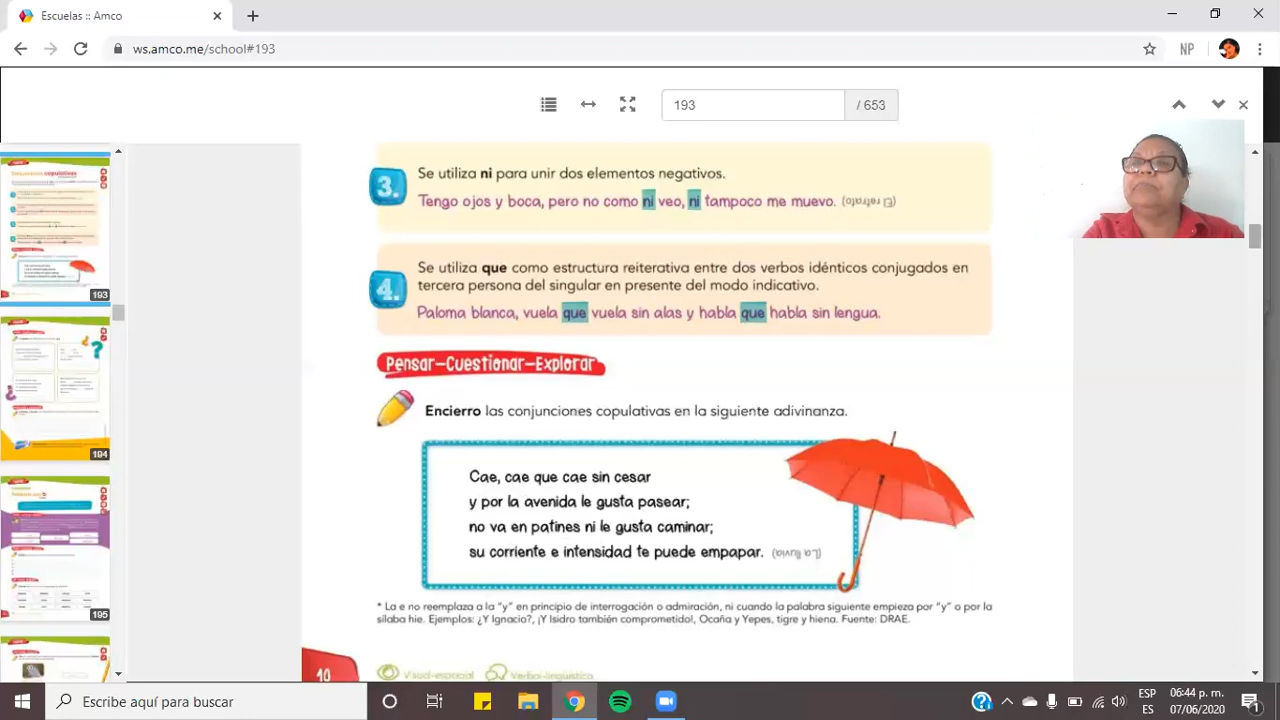 Escuelas :: Amco
ws.amco.me/school#193
NP
193 / 653
3. Se utiliza ni para unir dos elementos negativos.
Tengo ojos y boca, pero no como ni veo, ni tampoco me muevo. (El retrato)
4. Se utiliza que como estructura reiterativa entre dos verbos idénticos conjugados en
tercera persona del singular en presente del modo indicativo.
Paloma blanca, vuela que vuela sin alas y habla que habla sin lengua.
Pensar-Cuestionar-Explorar
Encierro las conjunciones copulativas en la siguiente adivinanza.
Cae, cae que cae sin cesar
y por la avenida le gusta pasear;
no va en patines ni le gusta caminar;
su corriente e intensidad te puede empapar. (La lluvia)
* La e no reemplaza a la "y" en principio de interrogación o admiración, ni cuando la palabra siguiente empieza por "y" o por la
sílaba hie. Ejemplos: ¿Y Ignacio?, ¡Y Isidro también comprometido!, Ocaña y Yepes, tigre y hiena. Fuente: DRAE.
10
Visual-espacial
Verbal-lingüística
193
194
195
Escribe aquí para buscar
ESP
ES
06:44 p. m.
07/06/2020
1